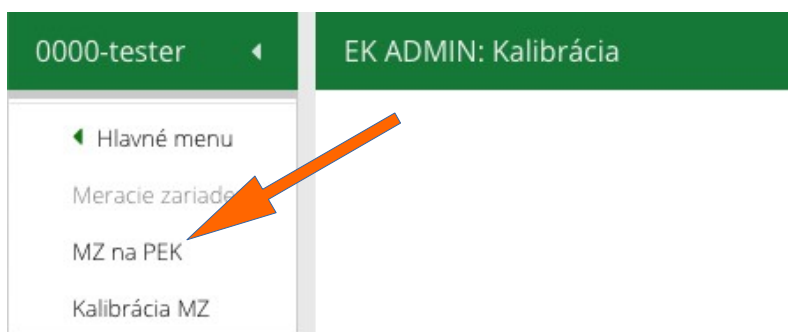 0000-tester
EK ADMIN: Kalibrácia
Hlavné menu
Meracie
MZ na PEK
Kalibrácia MZ